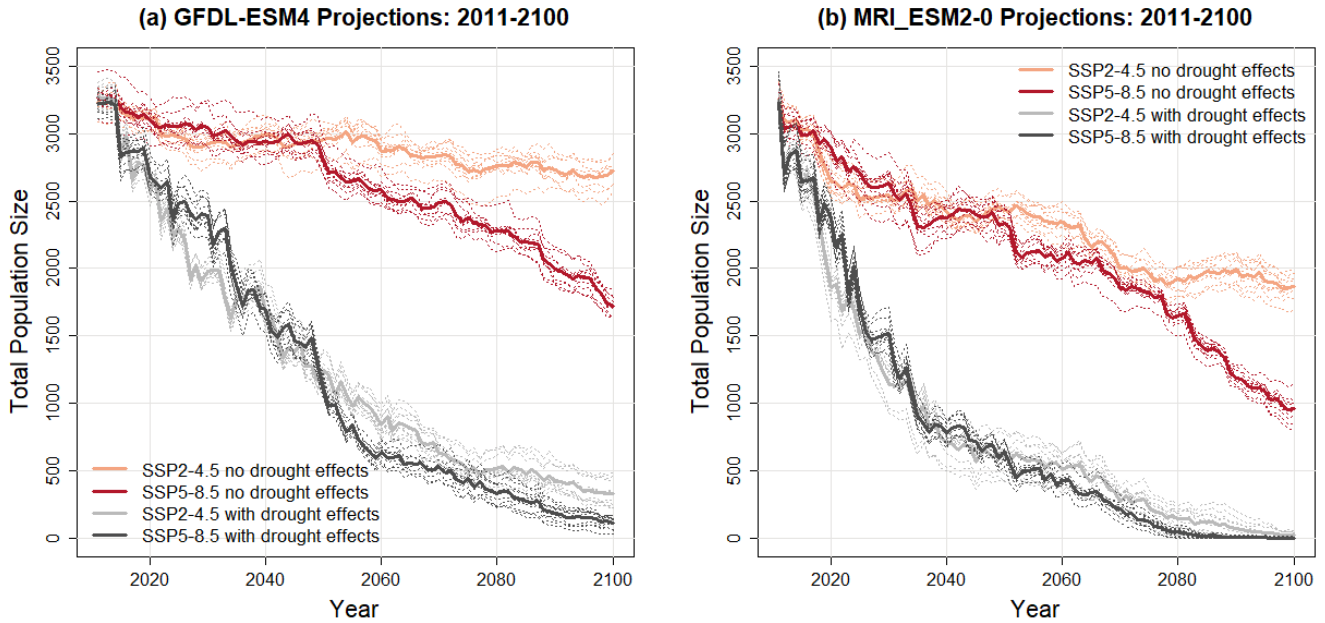 (a) GFDL-ESM4 Projections: 2011-2100
Total Population Size
3500
3000
2500
2000
1500
1000
500
0
SSP2-4.5 no drought effects
SSP5-8.5 no drought effects
SSP2-4.5 with drought effects
SSP5-8.5 with drought effects
2020 2040 2060 2080 2100
Year
(b) MRI_ESM2-0 Projections: 2011-2100
Total Population Size
3500
3000
2500
2000
1500
1000
500
0
SSP2-4.5 no drought effects
SSP5-8.5 no drought effects
SSP2-4.5 with drought effects
SSP5-8.5 with drought effects
2020 2040 2060 2080 2100
Year